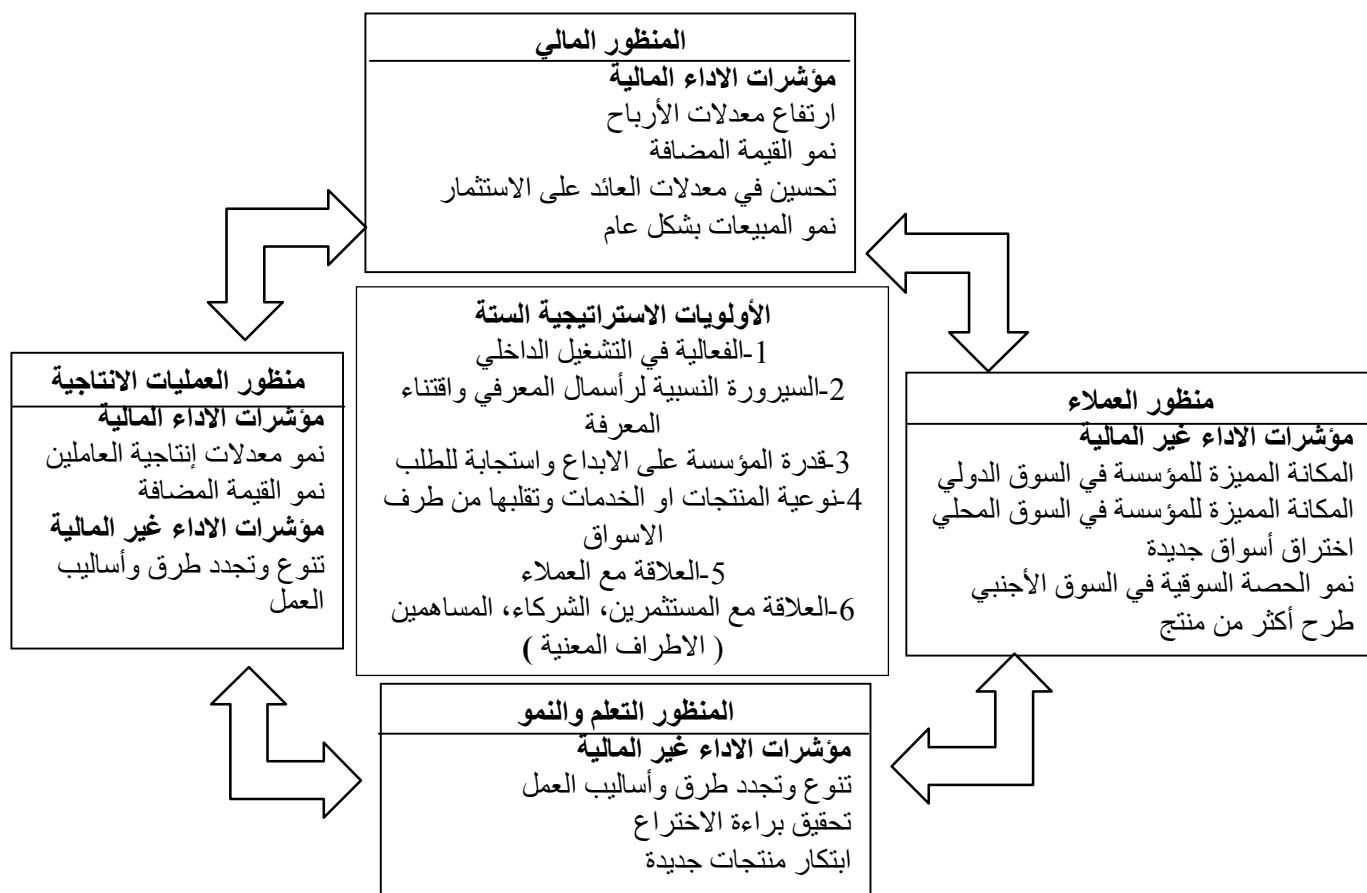 المنظور المالي
مؤشرات الاداء المالية
ارتفاع معدلات الأرباح
نمو القيمة المضافة
تحسين في معدلات العائد على الاستثمار
نمو المبيعات بشكل عام
منظور العملاء
مؤشرات الاداء غير المالية
المكانة المميزة للمؤسسة في السوق الدولي
المكانة المميزة للمؤسسة في السوق المحلي
اختراق أسواق جديدة
نمو الحصة السوقية في السوق الأجنبي
طرح أكثر من منتج
الأولويات الاستراتيجية الستة
1-الفعالية في التشغيل الداخلي
2-السيرورة النسبية لرأسمال المعرفي واقتناء
المعرفة
3-قدرة المؤسسة على الابداع واستجابة للطلب
4-نوعية المنتجات او الخدمات وتقلبها من طرف
الاسواق
5-العلاقة مع العملاء
6-العلاقة مع المستثمرين، الشركاء، المساهمين
( الاطراف المعنية )
منظور العمليات الانتاجية
مؤشرات الاداء المالية
نمو معدلات إنتاجية العاملين
نمو القيمة المضافة
مؤشرات الاداء غير المالية
تنوع وتجدد طرق وأساليب
العمل
المنظور التعلم والنمو
مؤشرات الاداء غير المالية
تنوع وتجدد طرق وأساليب العمل
تحقيق براءة الاختراع
ابتكار منتجات جديدة